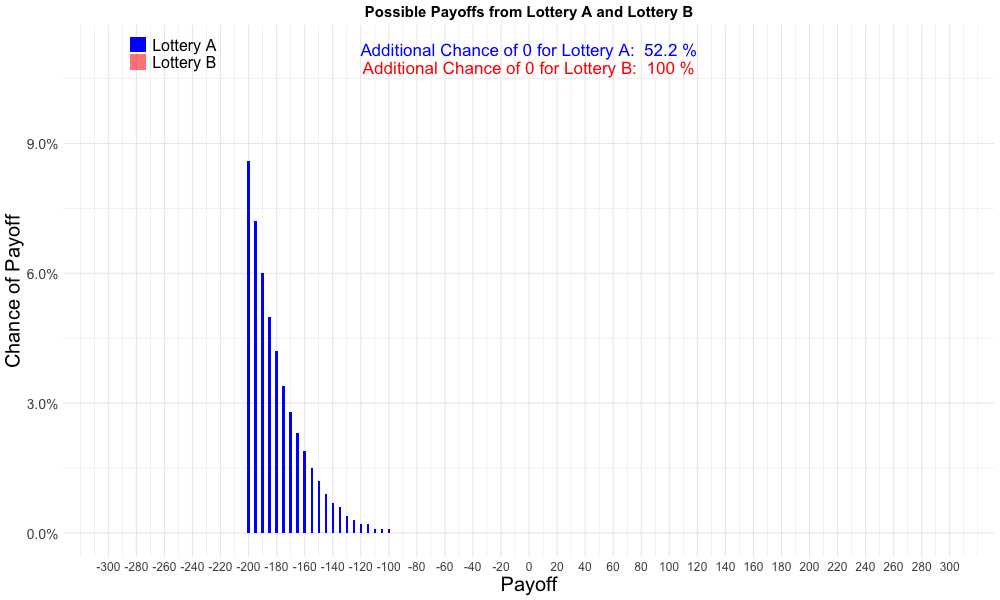 Possible Payoffs from Lottery A and Lottery B
Lottery A
Lottery B
Additional Chance of 0 for Lottery A: 52.2 %
Additional Chance of 0 for Lottery B: 100 %
Chance of Payoff
9.0%
6.0%
3.0%
0.0%
-300 -280 -260 -240 -220 -200 -180 -160 -140 -120 -100 -80 -60 -40 -20 0 20 40 60 80 100 120 140 160 180 200 220 240 260 280 300
Payoff